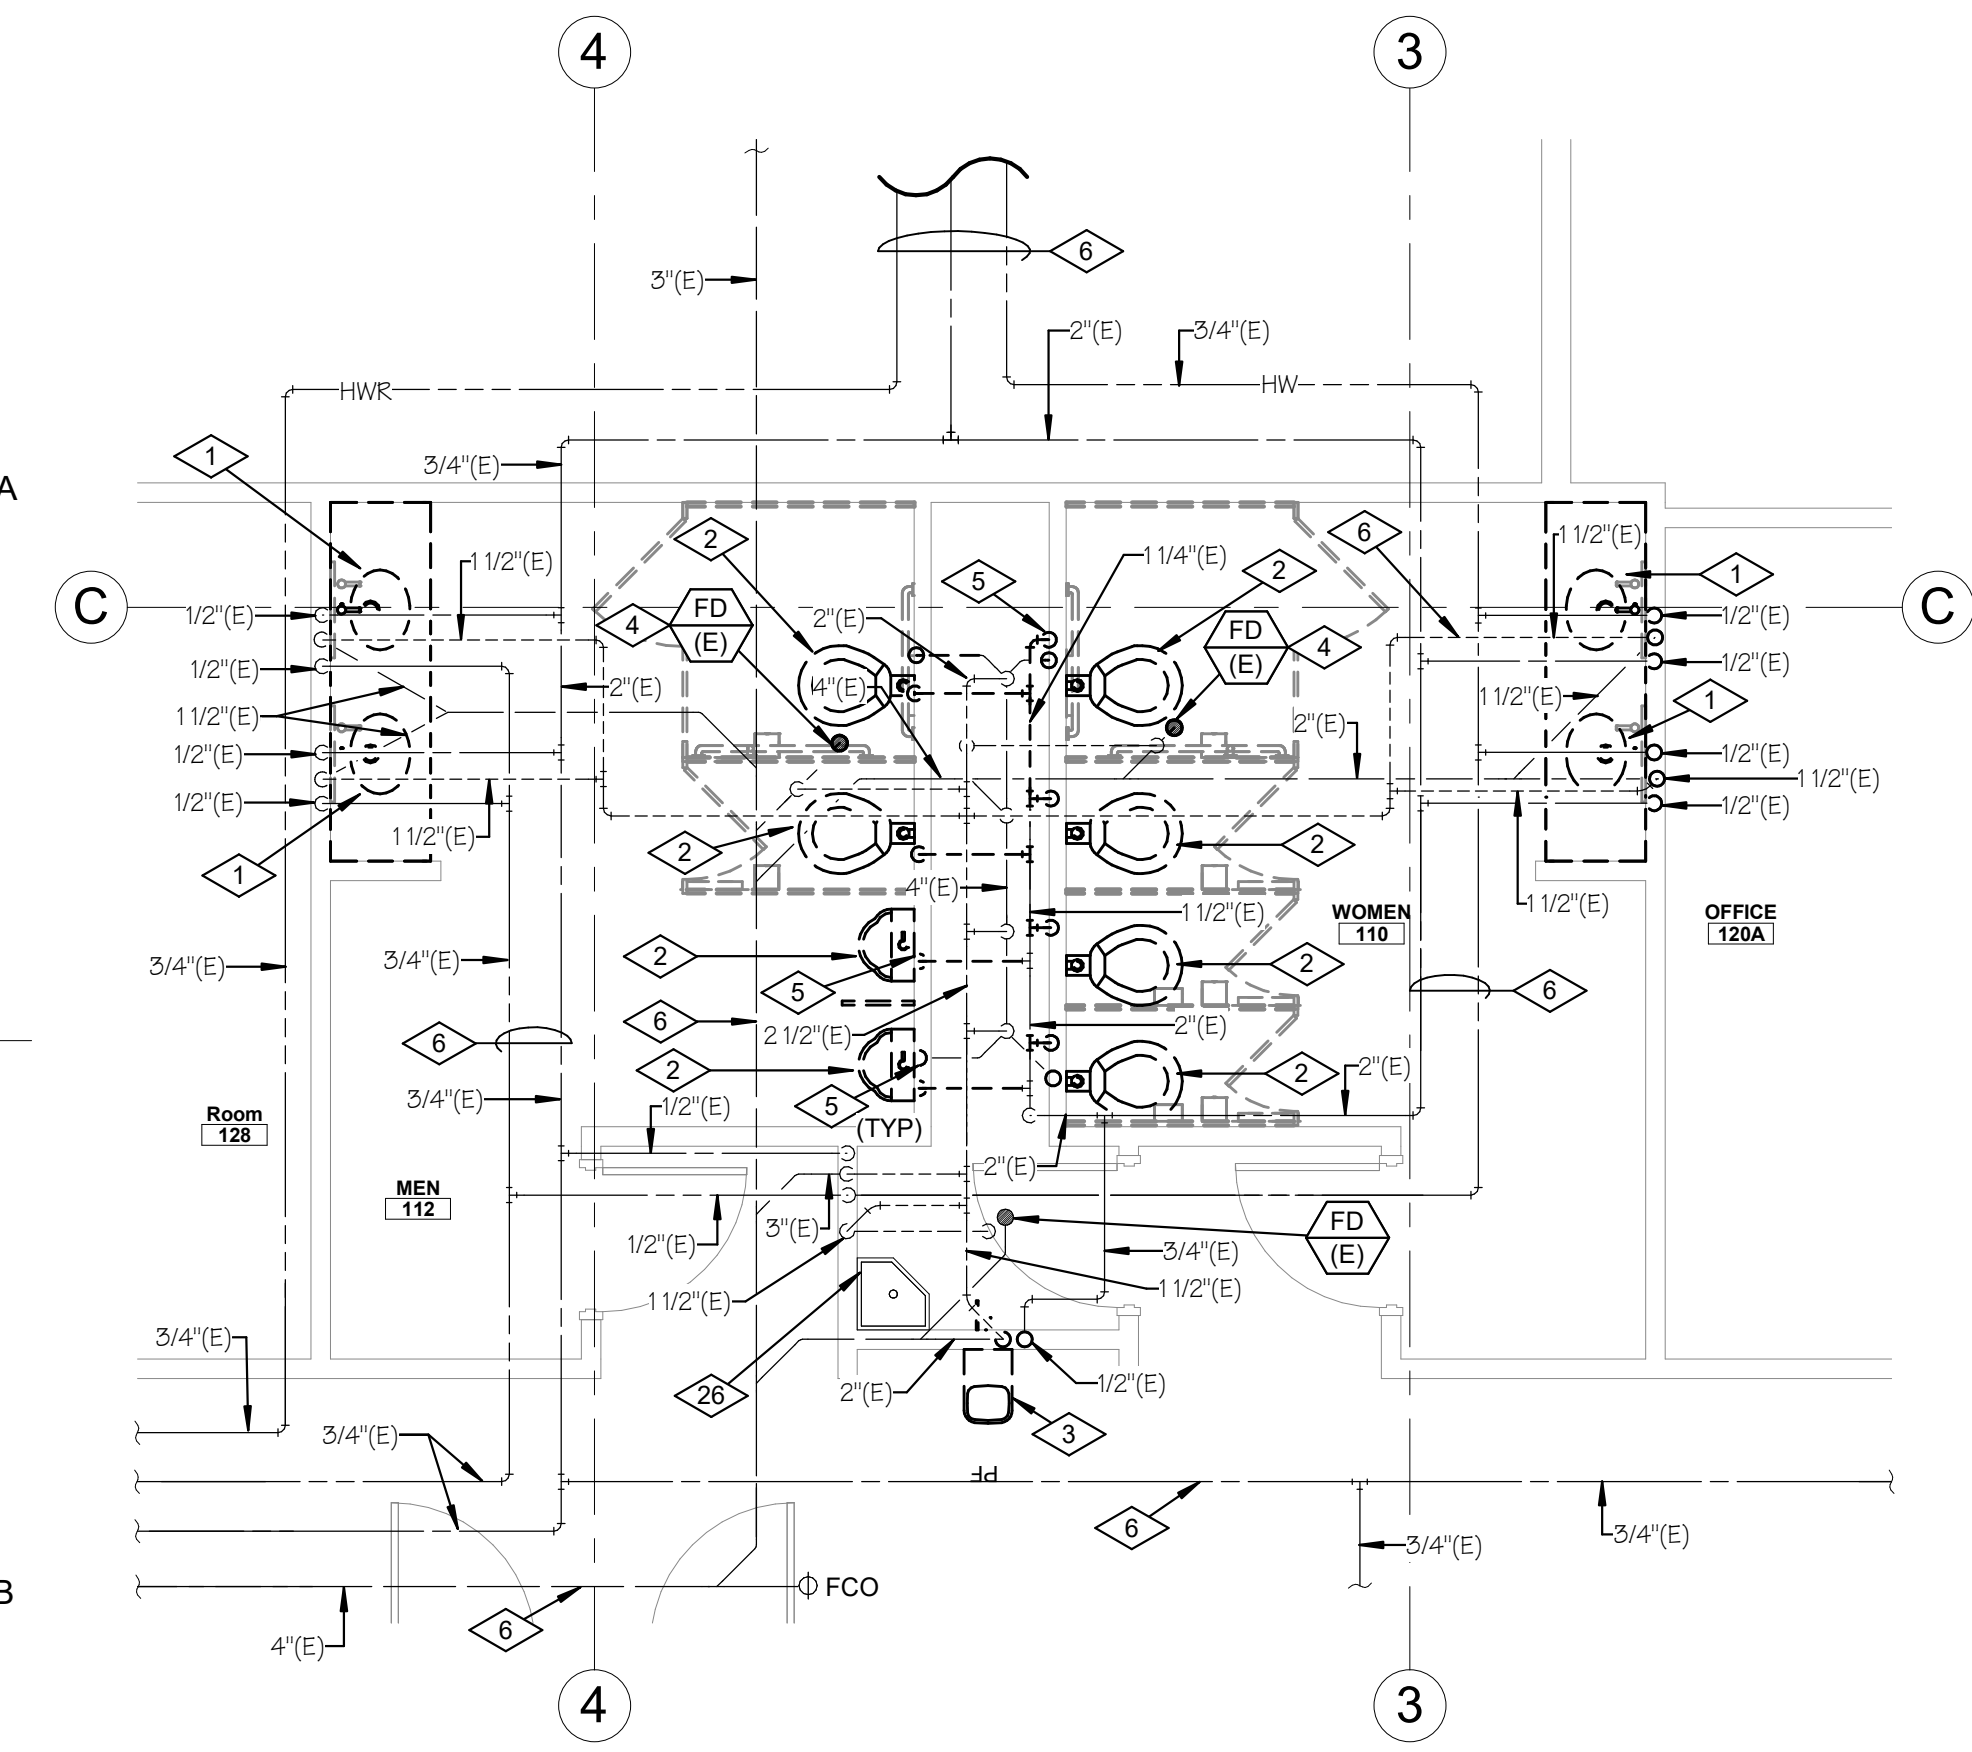 4
3
6
3"(E)
2"(E)
3/4"(E)
HWR
HW
1
3/4"(E)
A
2
6
1 1/2"(E)
1 1/2"(E)
1 1/4"(E)
2
5
1
C
1/2"(E)
4
FD
(E)
2"(E)
FD
(E)
4
1/2"(E)
C
1/2"(E)
2"(E)
4"(E)
1/2"(E)
1 1/2"(E)
1 1/2"(E)
1
2"(E)
1/2"(E)
1/2"(E)
1 1/2"(E)
1/2"(E)
1/2"(E)
1 1/2"(E)
2
2
1
4"(E)
1 1/2"(E)
1 1/2"(E)
WOMEN
110
OFFICE
120A
3/4"(E)
3/4"(E)
2
5
2
6
6
6
2 1/2"(E)
2"(E)
2
2
2"(E)
3/4"(E)
5
(TYP)
1/2"(E)
Room
128
2"(E)
MEN
112
3"(E)
1/2"(E)
FD
(E)
3/4"(E)
1 1/2"(E)
1 1/2"(E)
3/4"(E)
26
2"(E)
1/2"(E)
3
3/4"(E)
PF
6
3/4"(E)
3/4"(E)
B
FCO
6
4"(E)
4
3